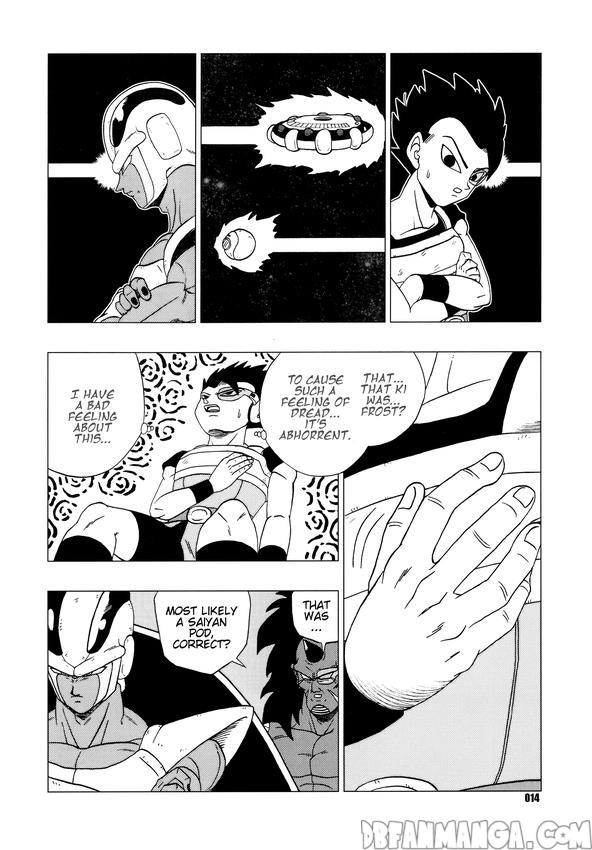 THAT...
THAT KI
WAS...
FROST?
TO CAUSE
SUCH A
FEELING OF
DREAD...
IT'S
ABHORRENT.
I HAVE
A BAD
FEELING
ABOUT
THIS...
THAT
WAS
...
MOST LIKELY
A SAIYAN
POD,
CORRECT?
014
DBFANMANGA.COM